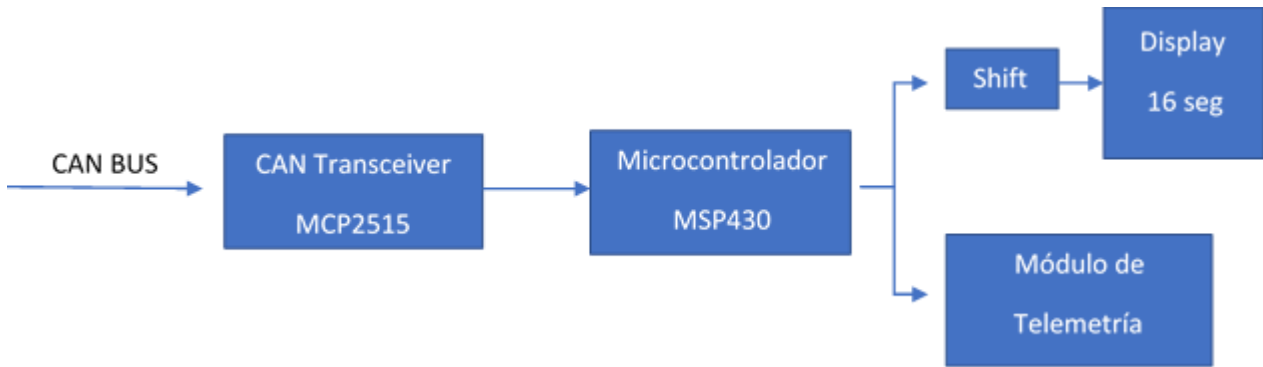 CAN BUS
CAN Transceiver
MCP2515
Microcontrolador
MSP430
Shift
Display
16 seg
Módulo de
Telemetría